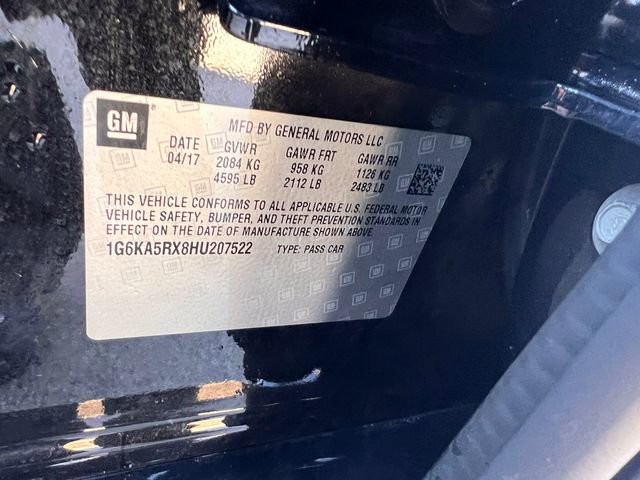 GM
MFD BY GENERAL MOTORS LLC
DATE GVWR GAWR FRT GAWR RR
04/17 2084 KG 958 KG 1126 KG
4595 LB 2112 LB 2483 LB
THIS VEHICLE CONFORMS TO ALL APPLICABLE U.S. FEDERAL MOTOR
VEHICLE SAFETY, BUMPER, AND THEFT PREVENTION STANDARDS IN
EFFECT ON THE DATE OF MANUFACTURE SHOWN ABOVE.
1G6KA5RX8HU207522 TYPE: PASS CAR